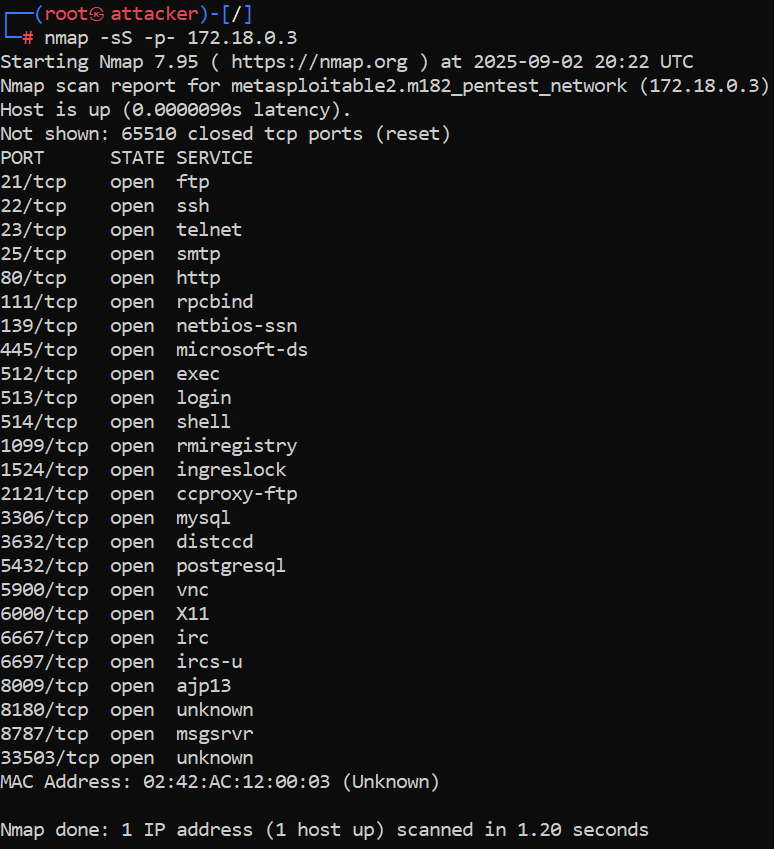 ┌──(root㉿attacker)-[/]
└─# nmap -sS -p- 172.18.0.3
Starting Nmap 7.95 ( https://nmap.org ) at 2025-09-02 20:22 UTC
Nmap scan report for metasploitable2.m182_pentest_network (172.18.0.3)
Host is up (0.0000090s latency).
Not shown: 65510 closed tcp ports (reset)
PORT      STATE SERVICE
21/tcp    open  ftp
22/tcp    open  ssh
23/tcp    open  telnet
25/tcp    open  smtp
80/tcp    open  http
111/tcp   open  rpcbind
139/tcp   open  netbios-ssn
445/tcp   open  microsoft-ds
512/tcp   open  exec
513/tcp   open  login
514/tcp   open  shell
1099/tcp  open  rmiregistry
1524/tcp  open  ingreslock
2121/tcp  open  ccproxy-ftp
3306/tcp  open  mysql
3632/tcp  open  distccd
5432/tcp  open  postgresql
5900/tcp  open  vnc
6000/tcp  open  X11
6667/tcp  open  irc
6697/tcp  open  ircs-u
8009/tcp  open  ajp13
8180/tcp  open  unknown
8787/tcp  open  msgsrvr
33503/tcp open  unknown
MAC Address: 02:42:AC:12:00:03 (Unknown)

Nmap done: 1 IP address (1 host up) scanned in 1.20 seconds